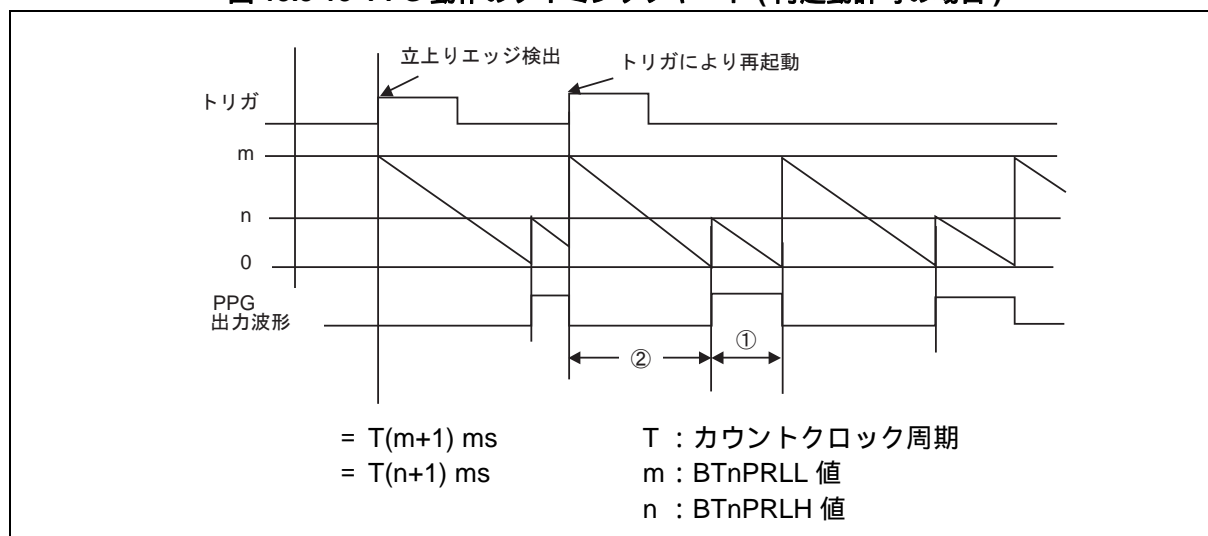 立上りエッジ検出
トリガにより再起動
トリガ
m
n
0
PPG
出力波形
②
①
= T(m+1) ms
= T(n+1) ms
T ：カウントクロック周期
m ：BTnPRLL 値
n ：BTnPRLH 値